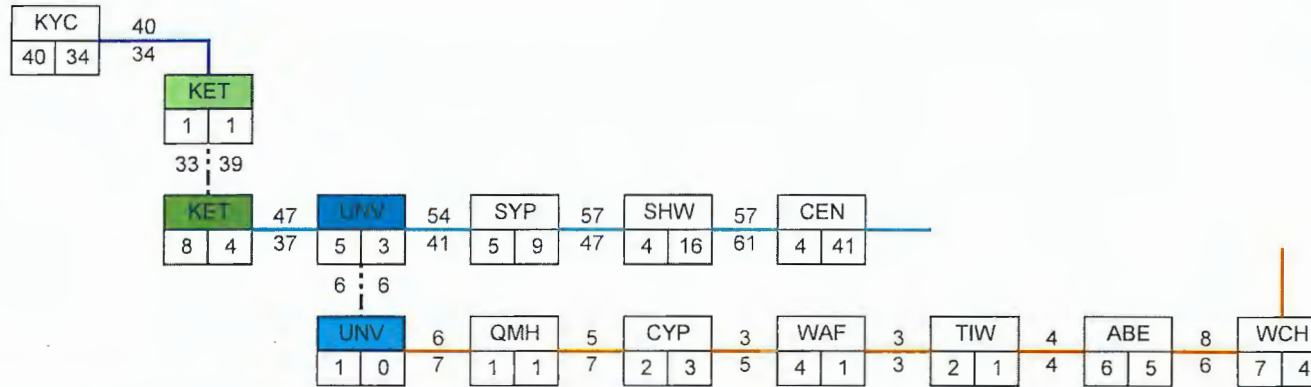 KYC 40
40 34 34
KET
1 1
33 39
KET 47 UNV 54 SYP 57 SHW 57 CEN
8 4 37 5 3 41 5 9 47 4 16 61 4 41
6 6
UNV 6 QMH 5 CYP 3 WAF 3 TIW 4 ABE 8 WCH
1 0 7 1 1 7 2 3 5 4 1 3 2 1 4 6 5 6 7 4